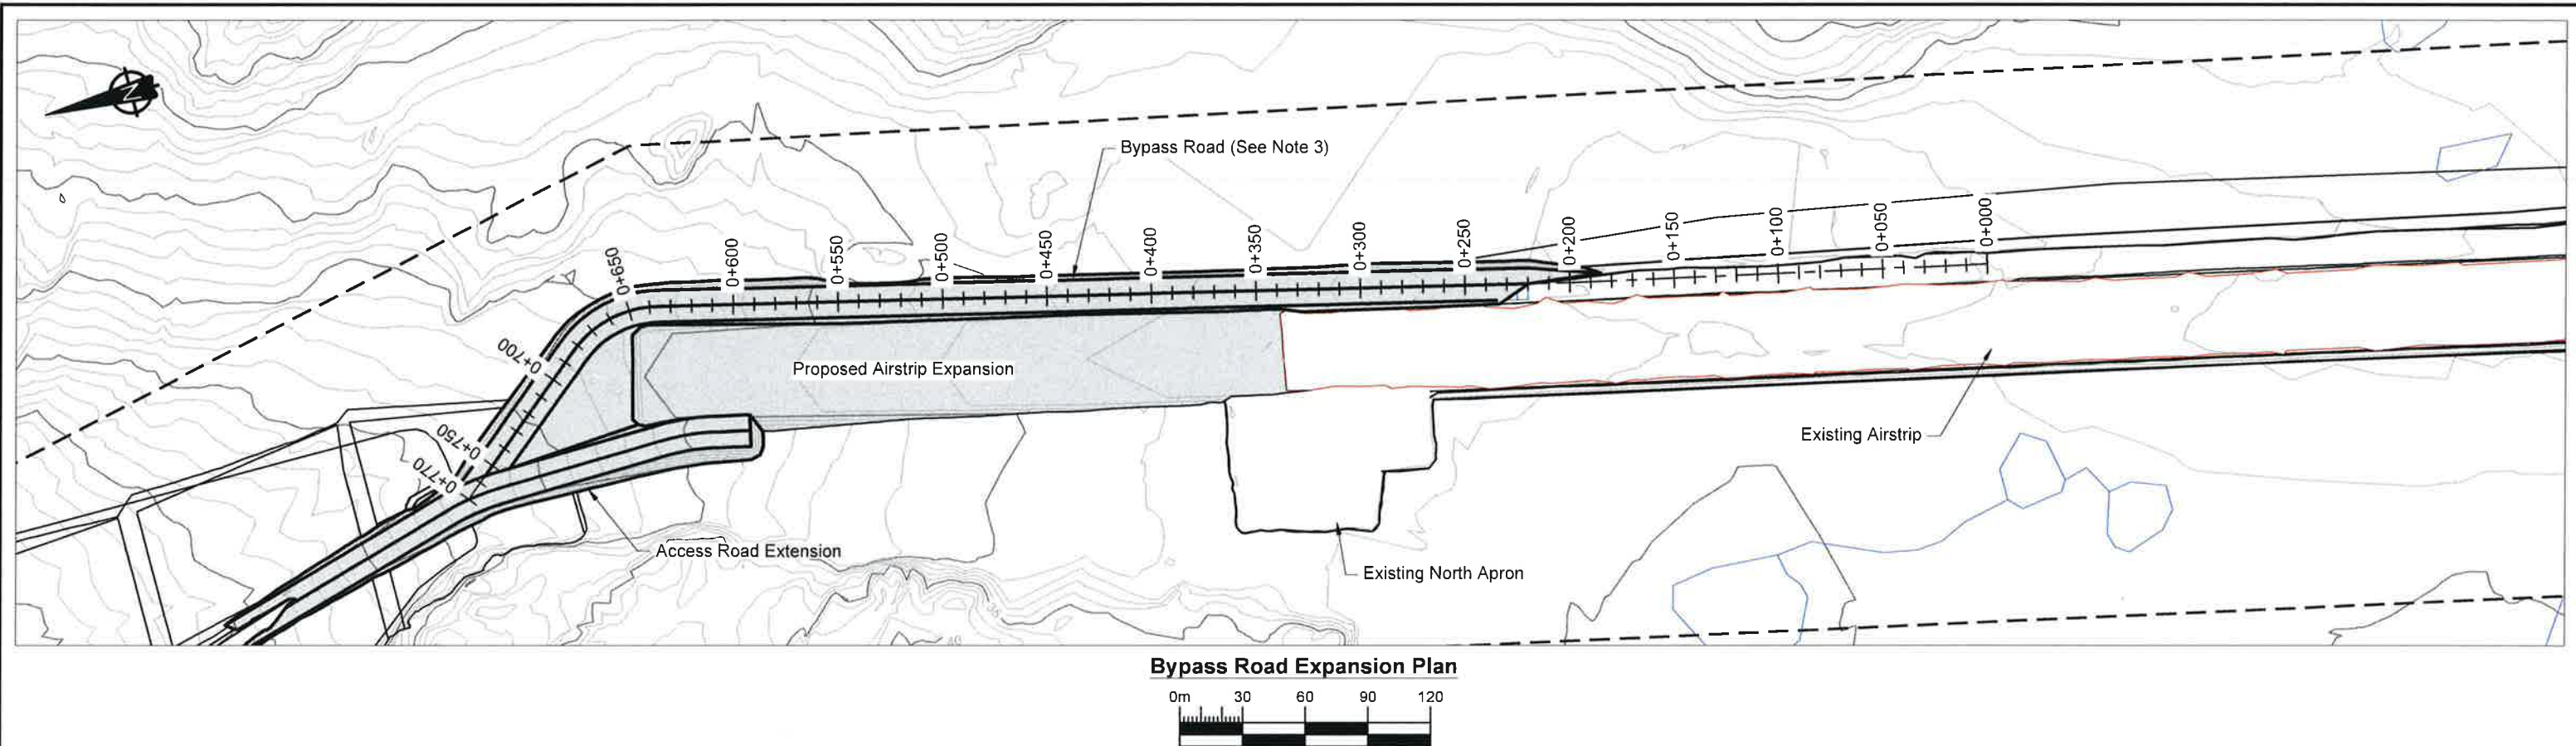 N
Bypass Road (See Note 3)
0+650
0+600
0+550
0+500
0+450
0+400
0+350
0+300
0+250
0+200
0+150
0+100
0+050
0+000
0+700
0+750
0+770
Proposed Airstrip Expansion
Existing Airstrip
Access Road Extension
Existing North Apron
35
40
Bypass Road Expansion Plan
0m 30 60 90 120